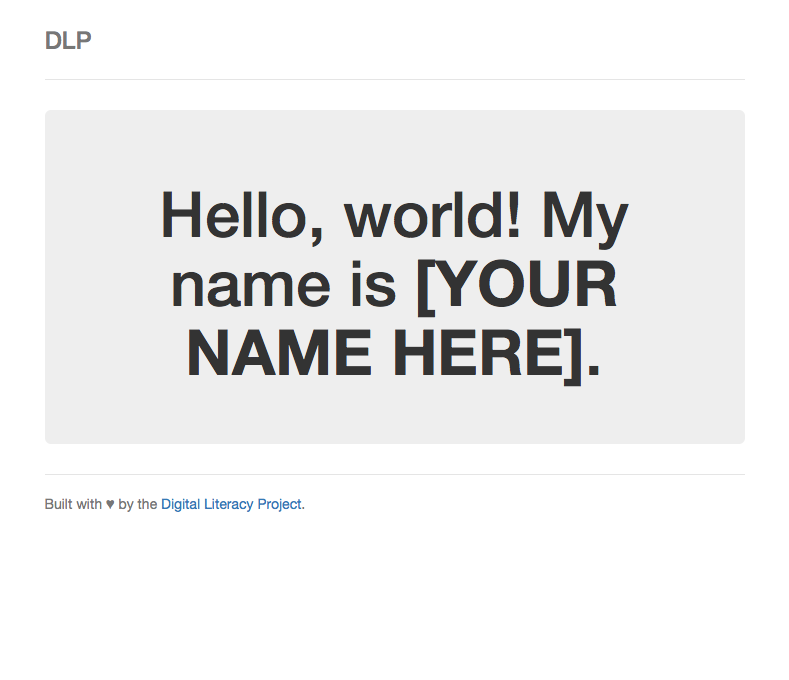 DLP
Hello, world! My
name is [YOUR
NAME HERE].
Built with ♥ by the Digital Literacy Project.